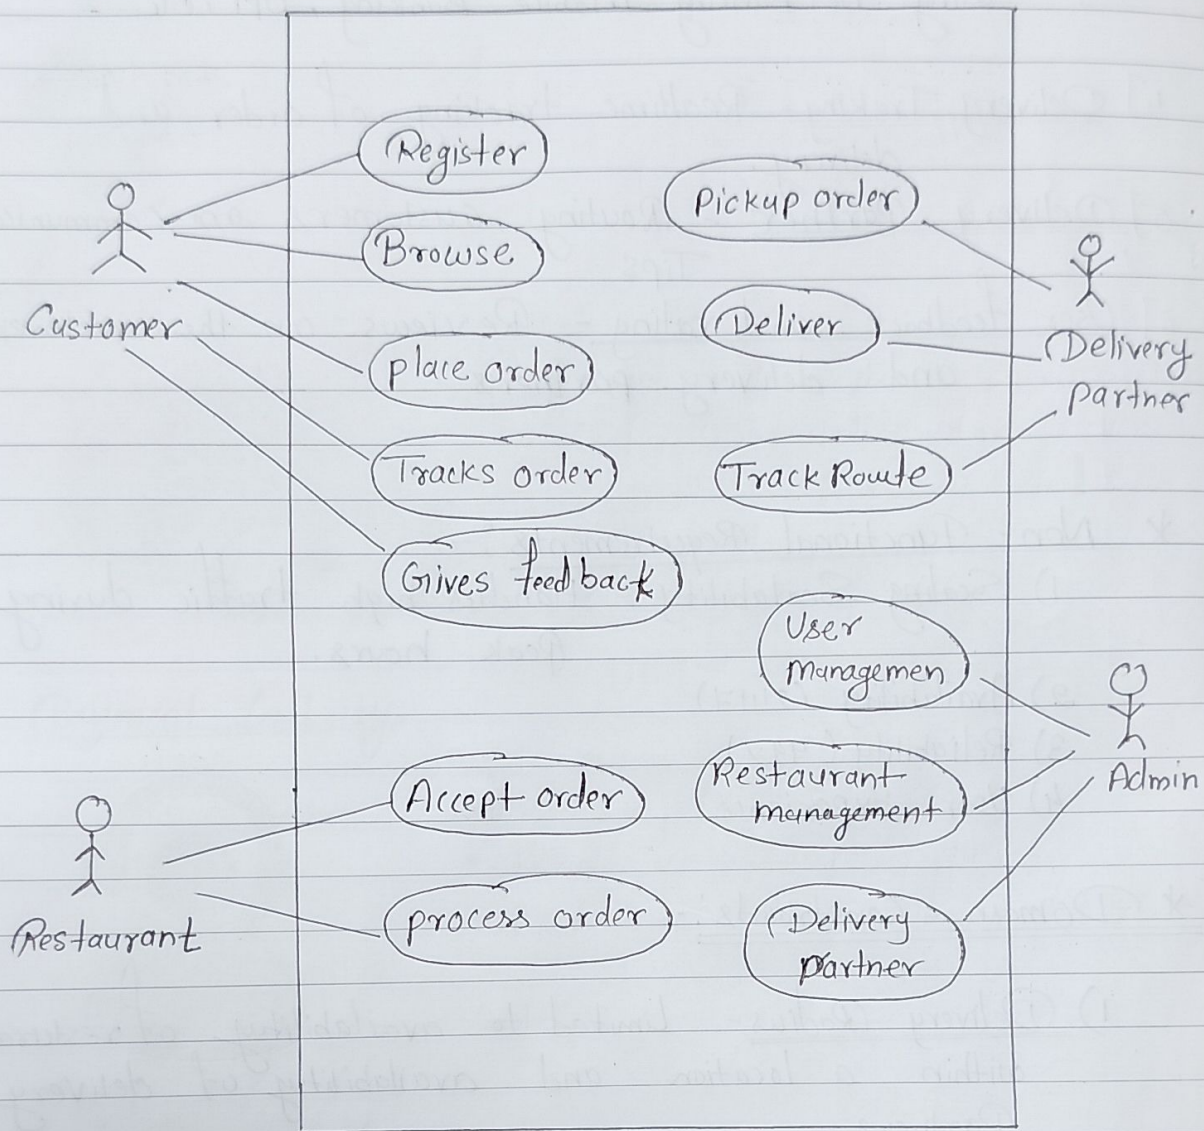 Register
Browse
Customer
Place order
Tracks order
Gives feedback
Pickup order
Deliver
Delivery
Partner
Track Route
User
Managemen
Restaurant
management
Admin
Delivery
partner
Accept order
process order
Restaurant